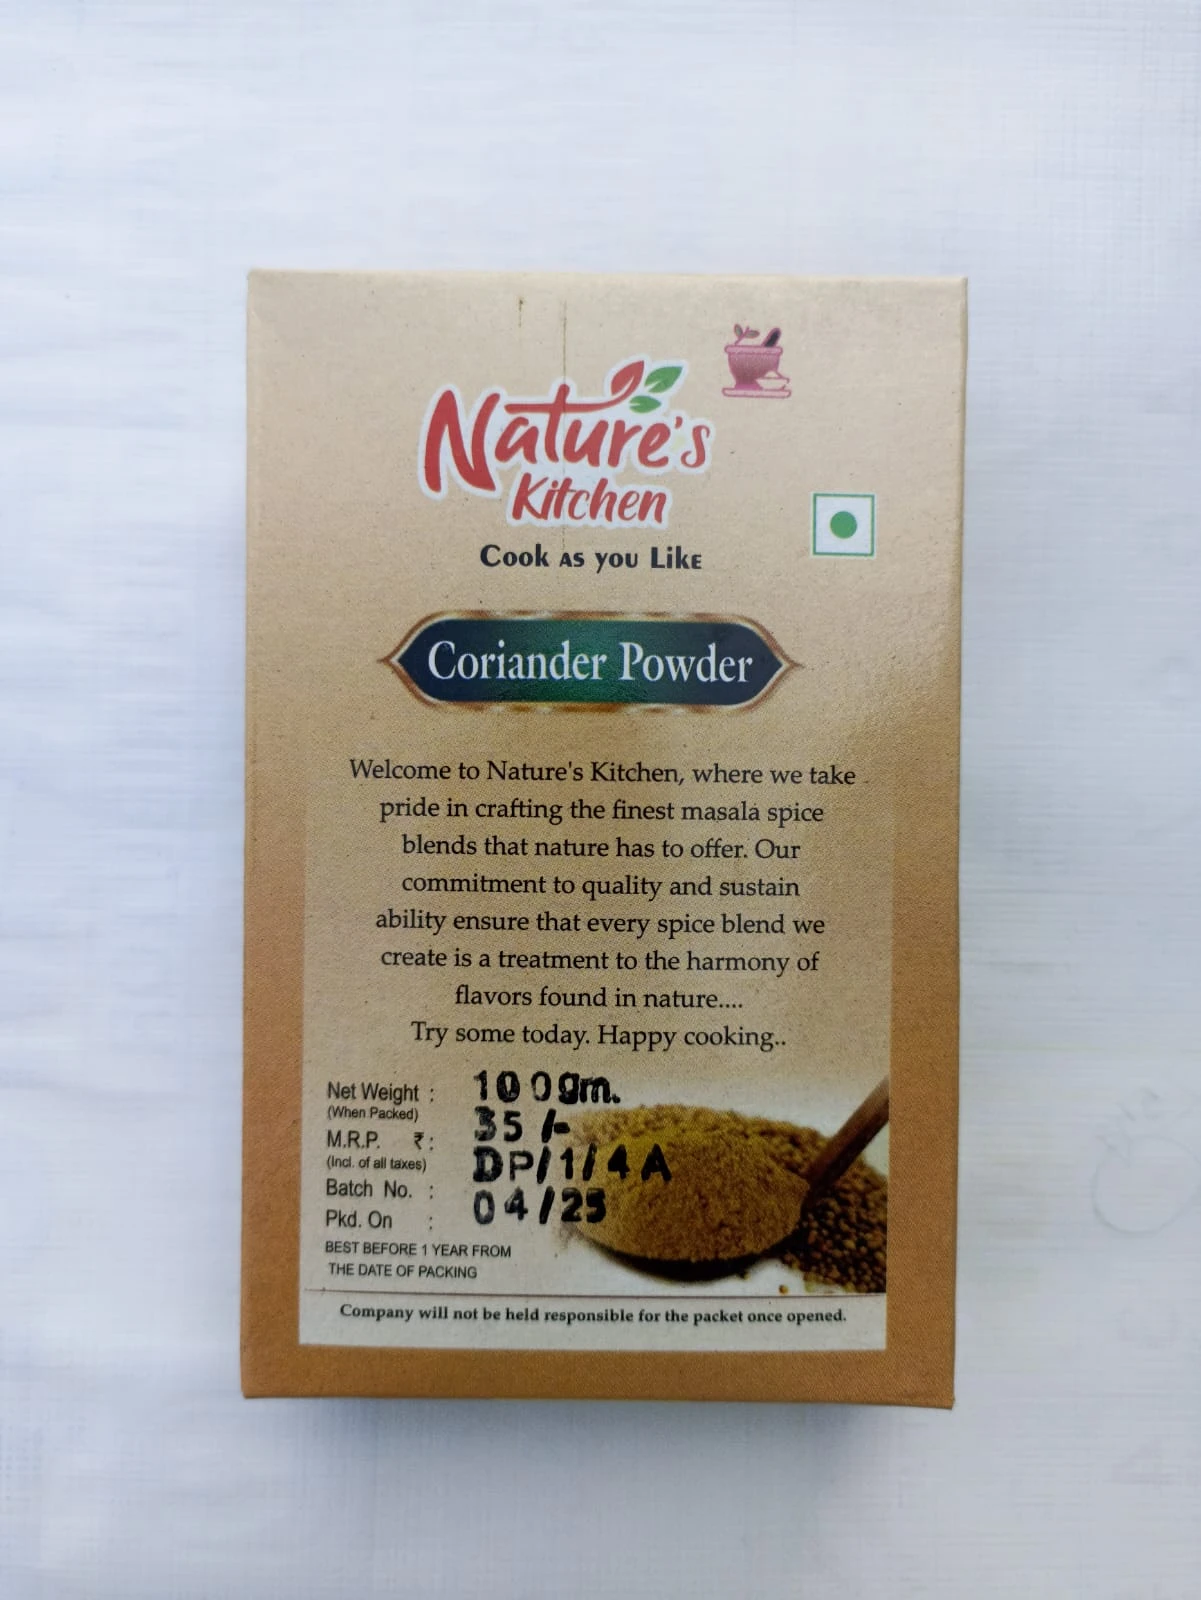 Nature's
Kitchen
Cook as you Like
Coriander Powder
Welcome to Nature's Kitchen, where we take
pride in crafting the finest masala spice
blends that nature has to offer. Our
commitment to quality and sustain
ability ensure that every spice blend we
create is a treatment to the harmony of
flavors found in nature....
Try some today. Happy cooking..
Net Weight : 100gm.
(When Packed)
M.R.P. ₹: 35/-
(Incl. of all taxes)
Batch No. : DP/1/4A
Pkd. On : 04/25
BEST BEFORE 1 YEAR FROM
THE DATE OF PACKING
Company will not be held responsible for the packet once opened.